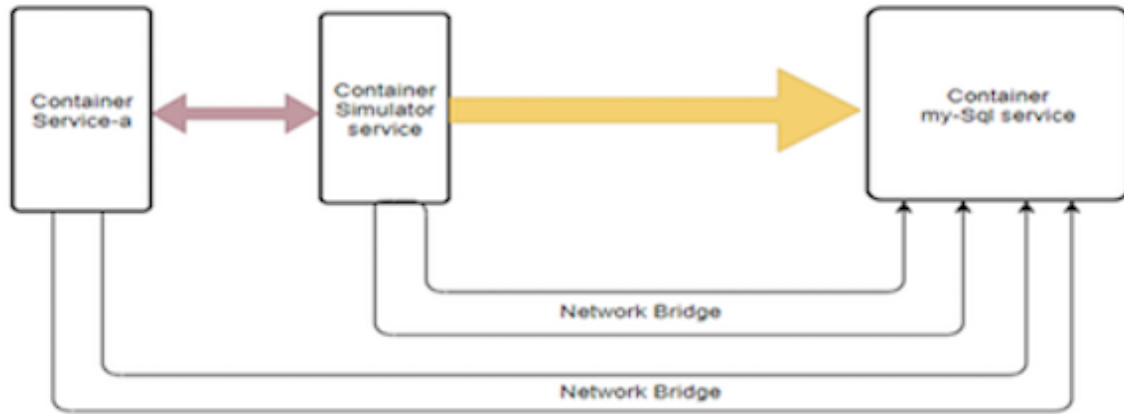 Container
Service-a
Container
Simulator
service
Container
my-Sql service
Network Bridge
Network Bridge